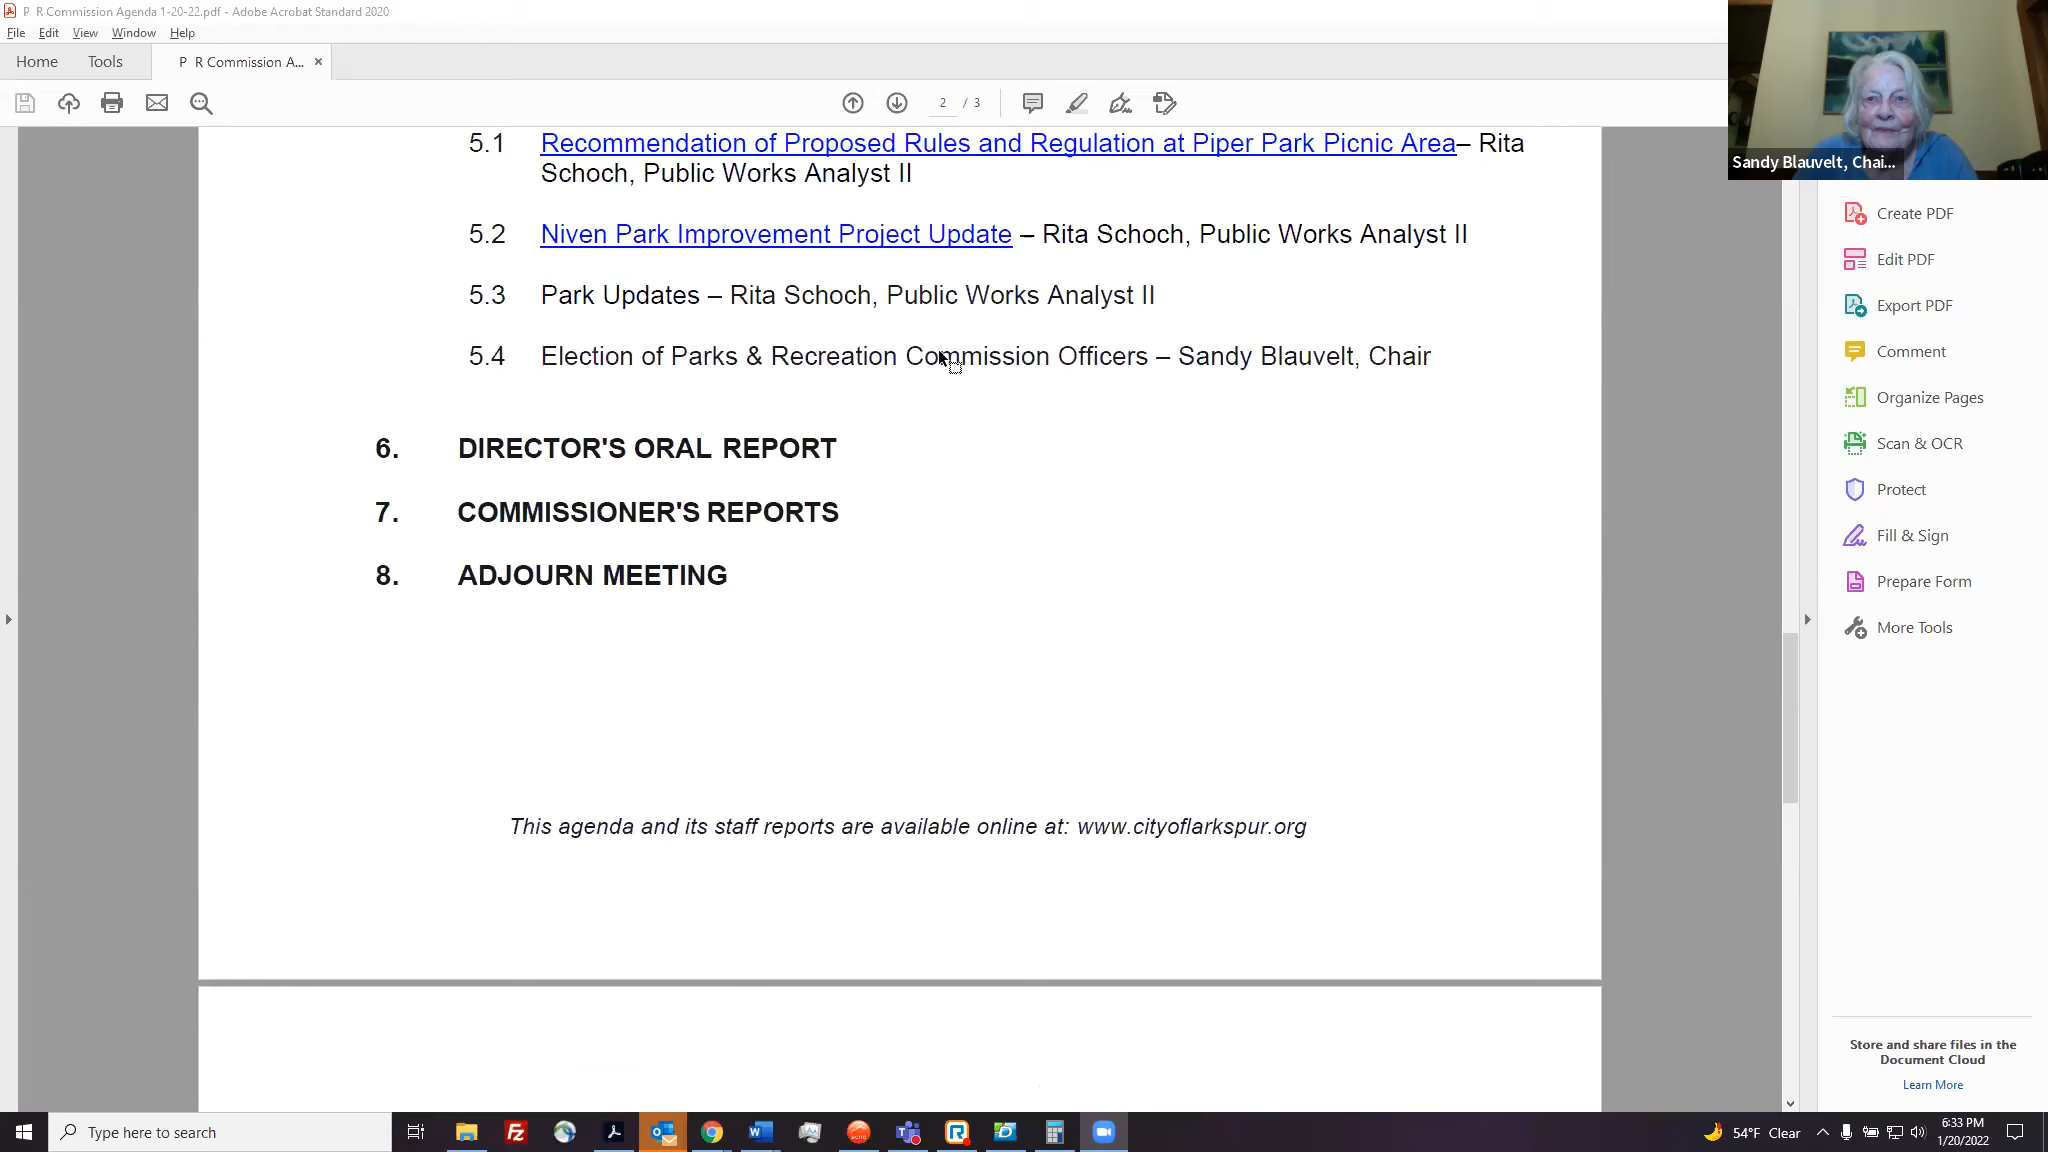 P R Commission Agenda 1-20-22.pdf - Adobe Acrobat Standard 2020
File Edit View Window Help
Home Tools P R Commission A... ×
2 / 3
Sandy Blauvelt, Chai...
5.1 Recommendation of Proposed Rules and Regulation at Piper Park Picnic Area– Rita
Schoch, Public Works Analyst II
5.2 Niven Park Improvement Project Update – Rita Schoch, Public Works Analyst II
5.3 Park Updates – Rita Schoch, Public Works Analyst II
5.4 Election of Parks & Recreation Commission Officers – Sandy Blauvelt, Chair
6. DIRECTOR'S ORAL REPORT
7. COMMISSIONER'S REPORTS
8. ADJOURN MEETING
This agenda and its staff reports are available online at: www.cityoflarkspur.org
Create PDF
Edit PDF
Export PDF
Comment
Organize Pages
Scan & OCR
Protect
Fill & Sign
Prepare Form
More Tools
Store and share files in the
Document Cloud
Learn More
Type here to search
54°F Clear
6:33 PM
1/20/2022